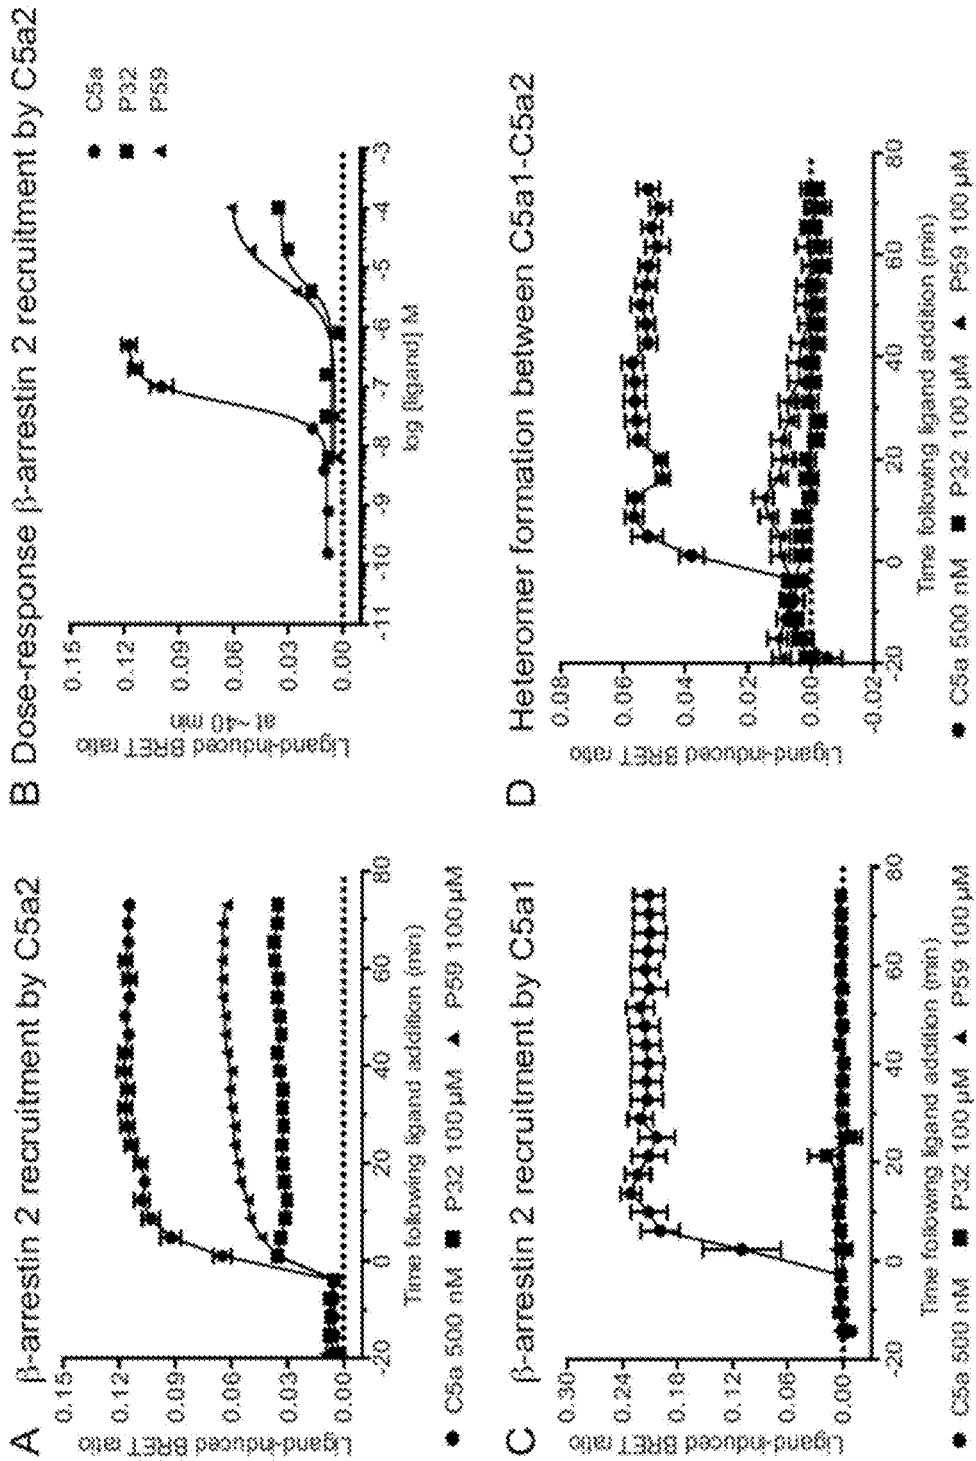 A β-arrestin 2 recruitment by C5a2
Ligand-induced BRET ratio
0.15
0.12
0.09
0.06
0.03
0.00
-20 0 20 40 60 80
Time following ligand addition (min)
C5a 500 nM P32 100 µM P59 100 µM
B Dose-response β-arrestin 2 recruitment by C5a2
Ligand-induced BRET ratio
at ~40 min
0.15
0.12
0.09
0.06
0.03
0.00
-11 -10 -9 -8 -7 -6 -5 -4 -3
log [ligand] M
C5a
P32
P59
C β-arrestin 2 recruitment by C5a1
Ligand-induced BRET ratio
0.30
0.24
0.18
0.12
0.06
0.00
-20 0 20 40 60 80
Time following ligand addition (min)
C5a 500 nM P32 100 µM P59 100 µM
D Heteromer formation between C5a1-C5a2
Ligand-induced BRET ratio
0.08
0.06
0.04
0.02
0.00
-0.02
-20 0 20 40 60 80
Time following ligand addition (min)
C5a 500 nM P32 100 µM P59 100 µM